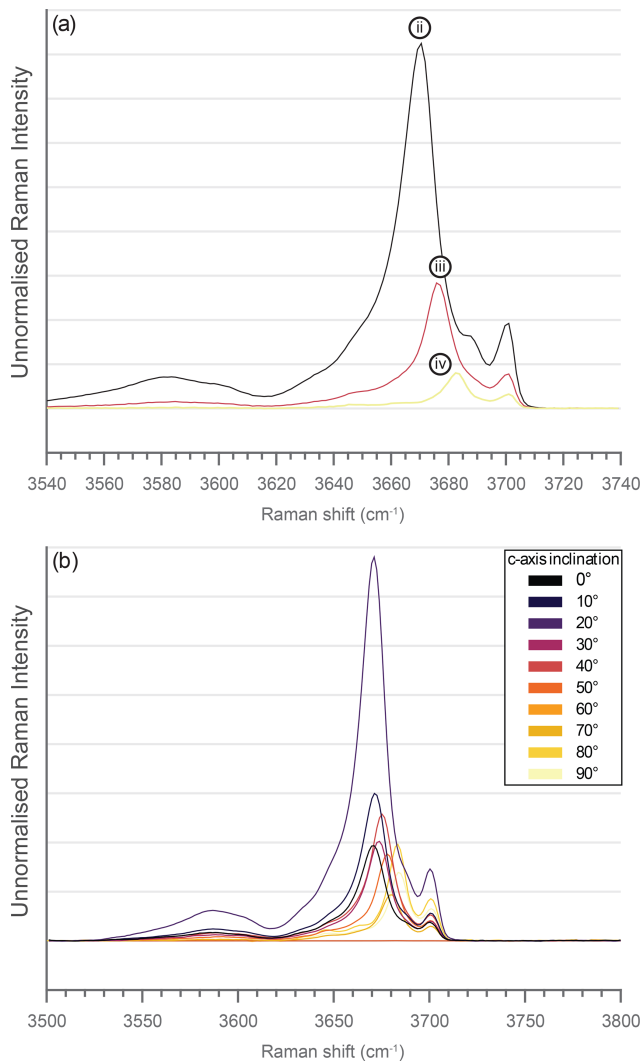 (a)
ii
iii
iv
Unnormalised Raman Intensity
3540 3560 3580 3600 3620 3640 3660 3680 3700 3720 3740
Raman shift (cm⁻¹)
(b)
c-axis inclination
0°
10°
20°
30°
40°
50°
60°
70°
80°
90°
Unnormalised Raman Intensity
3500 3550 3600 3650 3700 3750 3800
Raman shift (cm⁻¹)